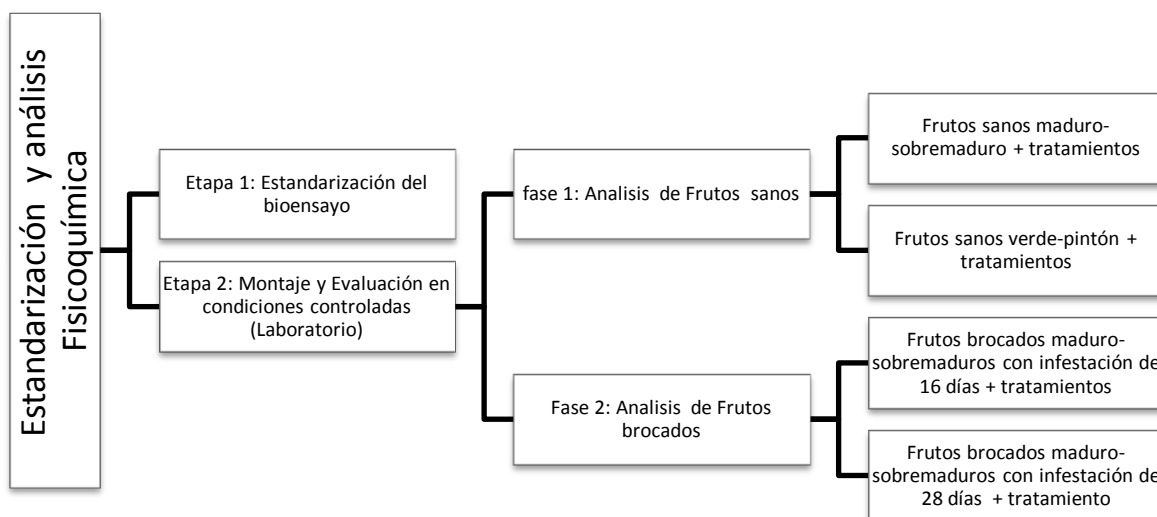 Estandarización y análisis
Fisicoquímica
Etapa 1: Estandarización del
bioensayo
Etapa 2: Montaje y Evaluación en
condiciones controladas
(Laboratorio)
fase 1: Analisis de Frutos sanos
Frutos sanos maduro-
sobremaduro + tratamientos
Frutos sanos verde-pintón +
tratamientos
Fase 2: Analisis de Frutos
brocados
Frutos brocados maduro-
sobremaduros con infestación de
16 días + tratamientos
Frutos brocados maduro-
sobremaduros con infestación de
28 días + tratamiento